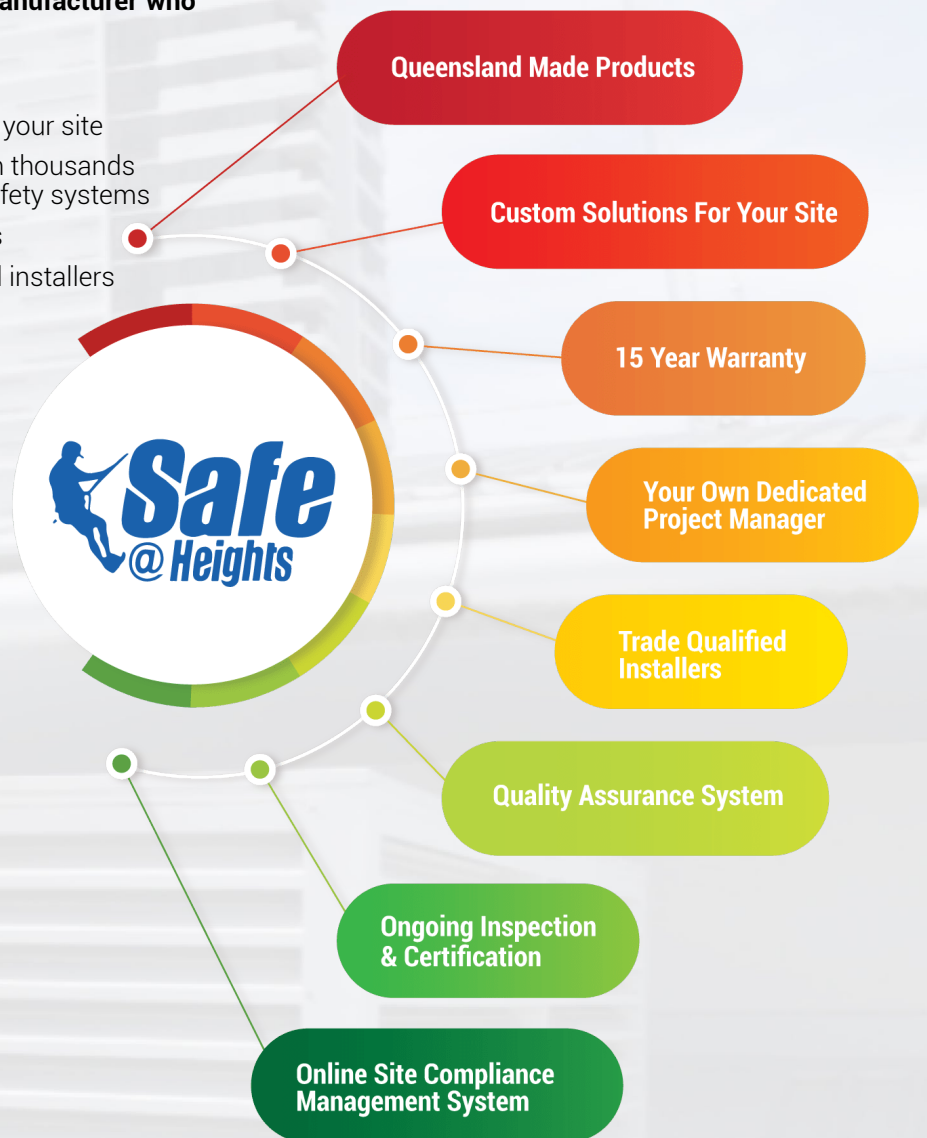 anufacturer who
your site
thousands
fety systems
installers
Queensland Made Products
Custom Solutions For Your Site
15 Year Warranty
Your Own Dedicated
Project Manager
Trade Qualified
Installers
Quality Assurance System
Ongoing Inspection
& Certification
Online Site Compliance
Management System
Safe
@ Heights